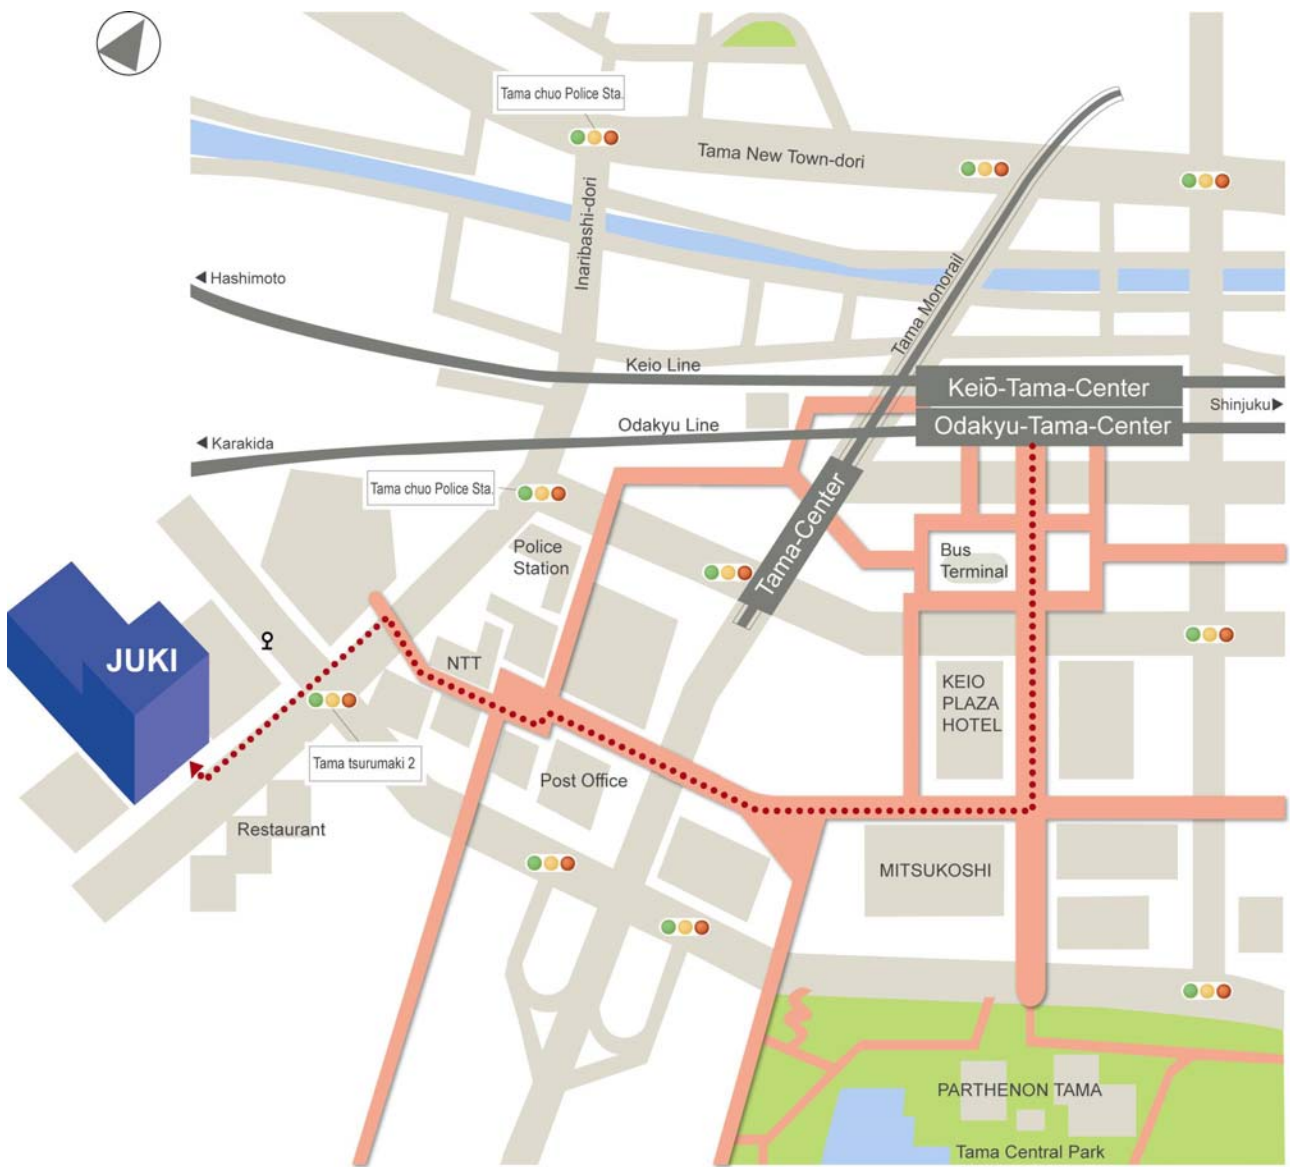 Tama chuo Police Sta.
Tama New Town-dori
Inaribashi-dori
Hashimoto
Tama Monorail
Keio Line
Keiō-Tama-Center
Shinjuku
Odakyu Line
Odakyu-Tama-Center
Karakida
Tama chuo Police Sta.
Tama-Center
Police
Station
Bus
Terminal
JUKI
NTT
KEIO
PLAZA
HOTEL
Tama tsurumaki 2
Post Office
Restaurant
MITSUKOSHI
PARTHENON TAMA
Tama Central Park